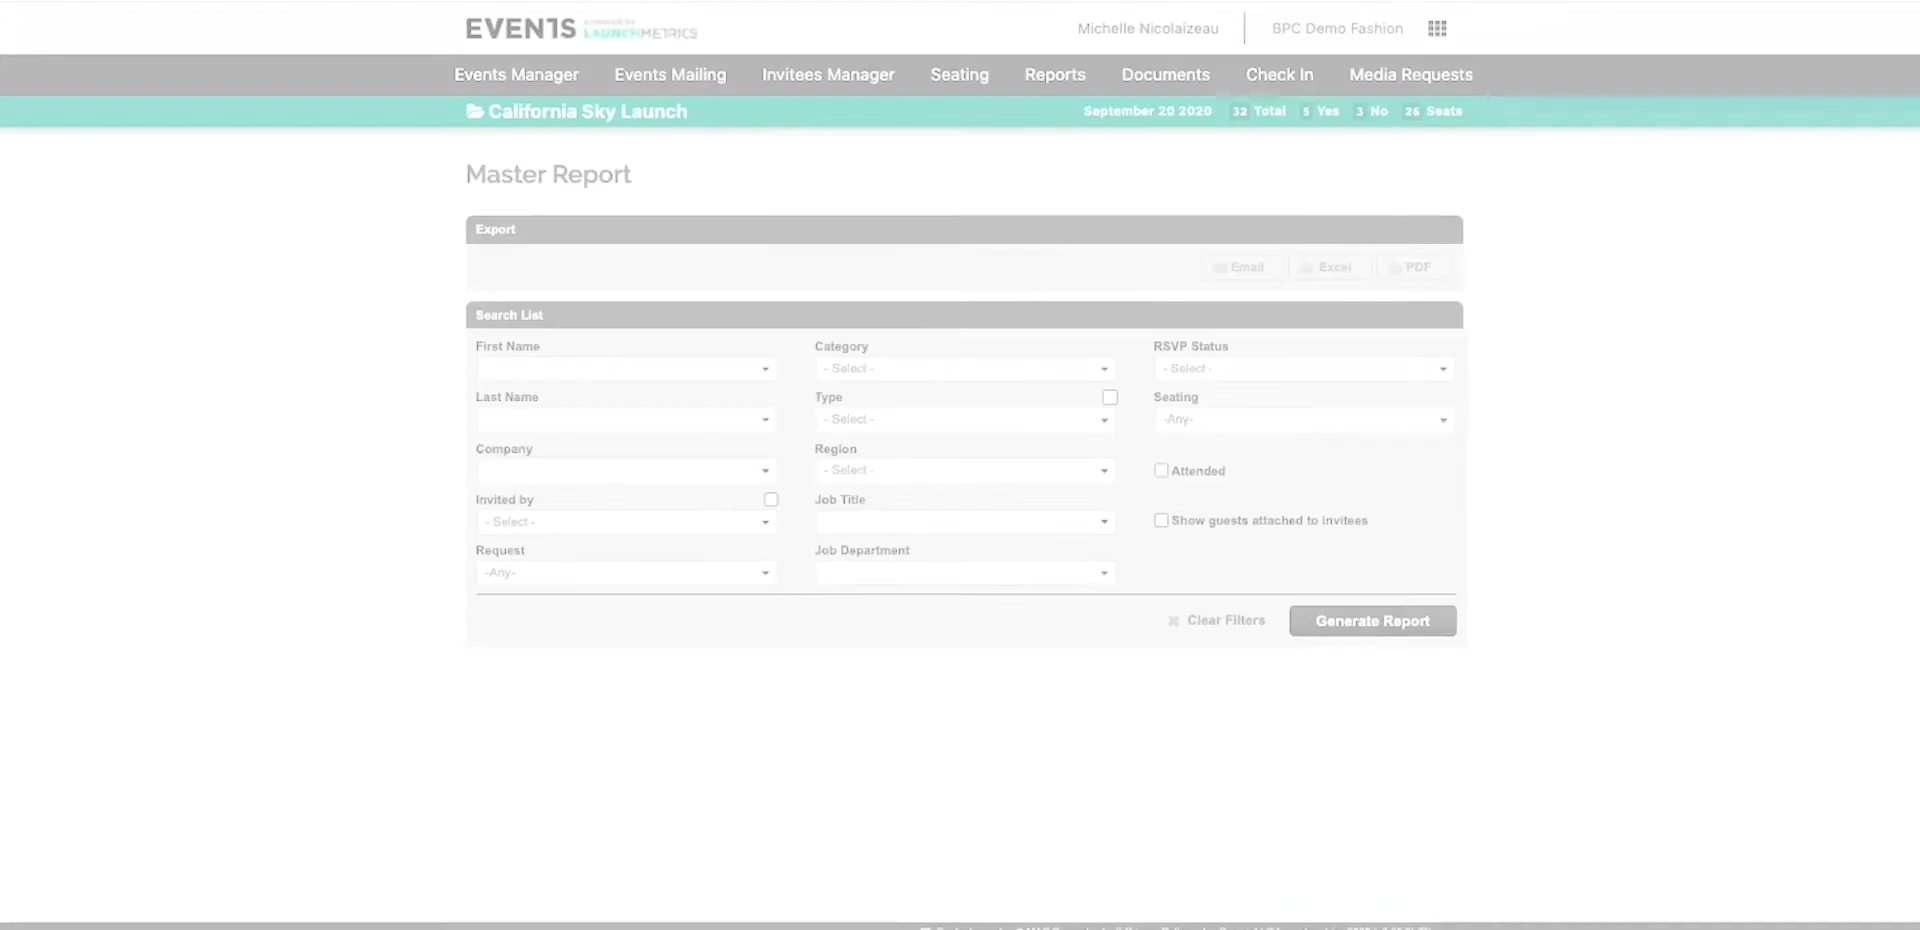 EVENTS LAUNCHMETRICS
Michelle Nicolaizeau BPC Demo Fashion
Events Manager Events Mailing Invitees Manager Seating Reports Documents Check In Media Requests
California Sky Launch September 20 2020 32 Total 5 Yes 3 No 26 Seats
Master Report
Export
Email Excel PDF
Search List
First Name Category RSVP Status
- Select - - Select -
Last Name Type Seating
- Select - -Any-
Company Region
- Select - Attended
Invited by Job Title
- Select - Show guests attached to invitees
Request Job Department
-Any-
Clear Filters Generate Report